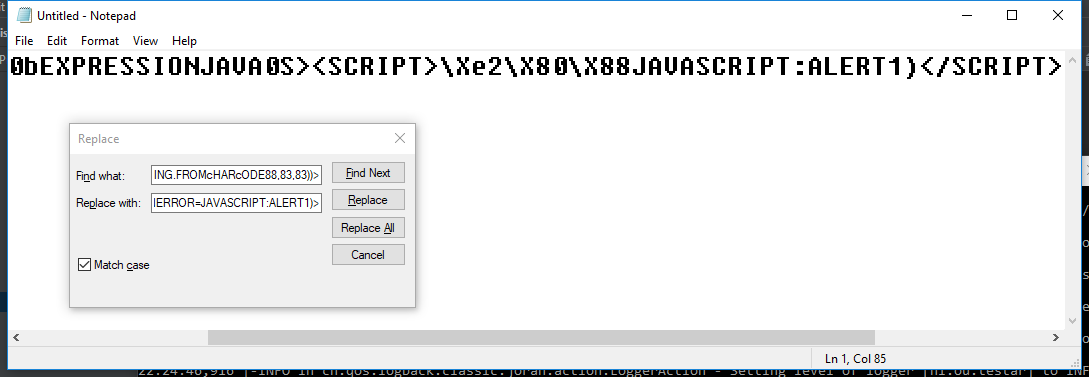 Untitled - Notepad
File Edit Format View Help
0bEXPRESSIONJAVA0S><SCRIPT>\Xe2\X80\X88JAVASCRIPT:ALERT1)</SCRIPT>
Replace
Find what: ING.FROMcHARcODE88,83,83))> Find Next
Replace with: IERROR=JAVASCRIPT:ALERT1)> Replace
Replace All
Cancel
Match case
Ln 1, Col 85
22:24:46,916 |-INFO in ch.qos.logback.classic.joran.action.LoggerAction - Setting level of logger [nl.ou.testar] to INF